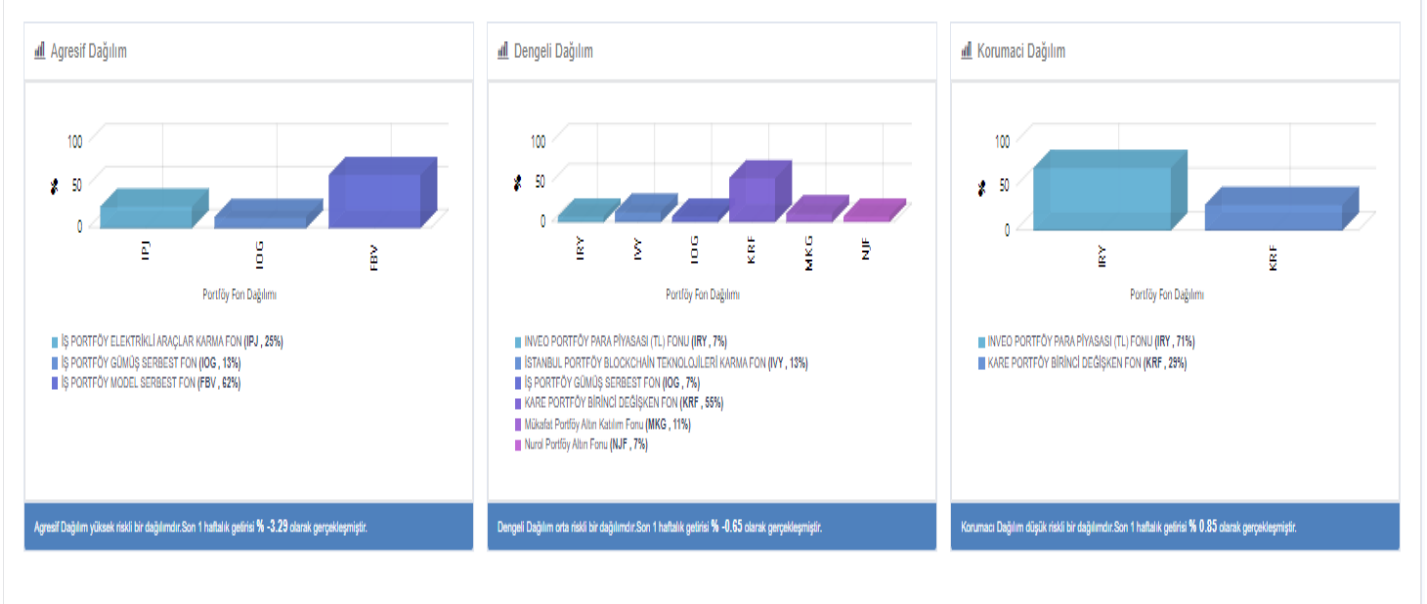 Agresif Dağılım
100
50
0
%
IPJ
IOG
FBV
Portföy Fon Dağılımı
İŞ PORTFÖY ELEKTRİKLİ ARAÇLAR KARMA FON (IPJ , 25%)
İŞ PORTFÖY GÜMÜŞ SERBEST FON (IOG , 13%)
İŞ PORTFÖY MODEL SERBEST FON (FBV , 62%)
Agresif Dağılım yüksek riskli bir dağılımdır.Son 1 haftalık getirisi % -3.29 olarak gerçekleşmiştir.
Dengeli Dağılım
100
50
0
%
IRY
IVY
IOG
KRF
MKG
NJF
Portföy Fon Dağılımı
INVEO PORTFÖY PARA PİYASASI (TL) FONU (IRY , 7%)
İSTANBUL PORTFÖY BLOCKCHAİN TEKNOLOJİLERİ KARMA FON (IVY , 13%)
İŞ PORTFÖY GÜMÜŞ SERBEST FON (IOG , 7%)
KARE PORTFÖY BİRİNCİ DEĞİŞKEN FON (KRF , 55%)
Mükafat Portföy Altın Katılım Fonu (MKG , 11%)
Nurol Portföy Altın Fonu (NJF , 7%)
Dengeli Dağılım orta riskli bir dağılımdır.Son 1 haftalık getirisi % -0.65 olarak gerçekleşmiştir.
Korumaci Dağılım
100
50
0
%
IRY
KRF
Portföy Fon Dağılımı
INVEO PORTFÖY PARA PİYASASI (TL) FONU (IRY , 71%)
KARE PORTFÖY BİRİNCİ DEĞİŞKEN FON (KRF , 29%)
Korumacı Dağılım düşük riskli bir dağılımdır.Son 1 haftalık getirisi % 0.85 olarak gerçekleşmiştir.